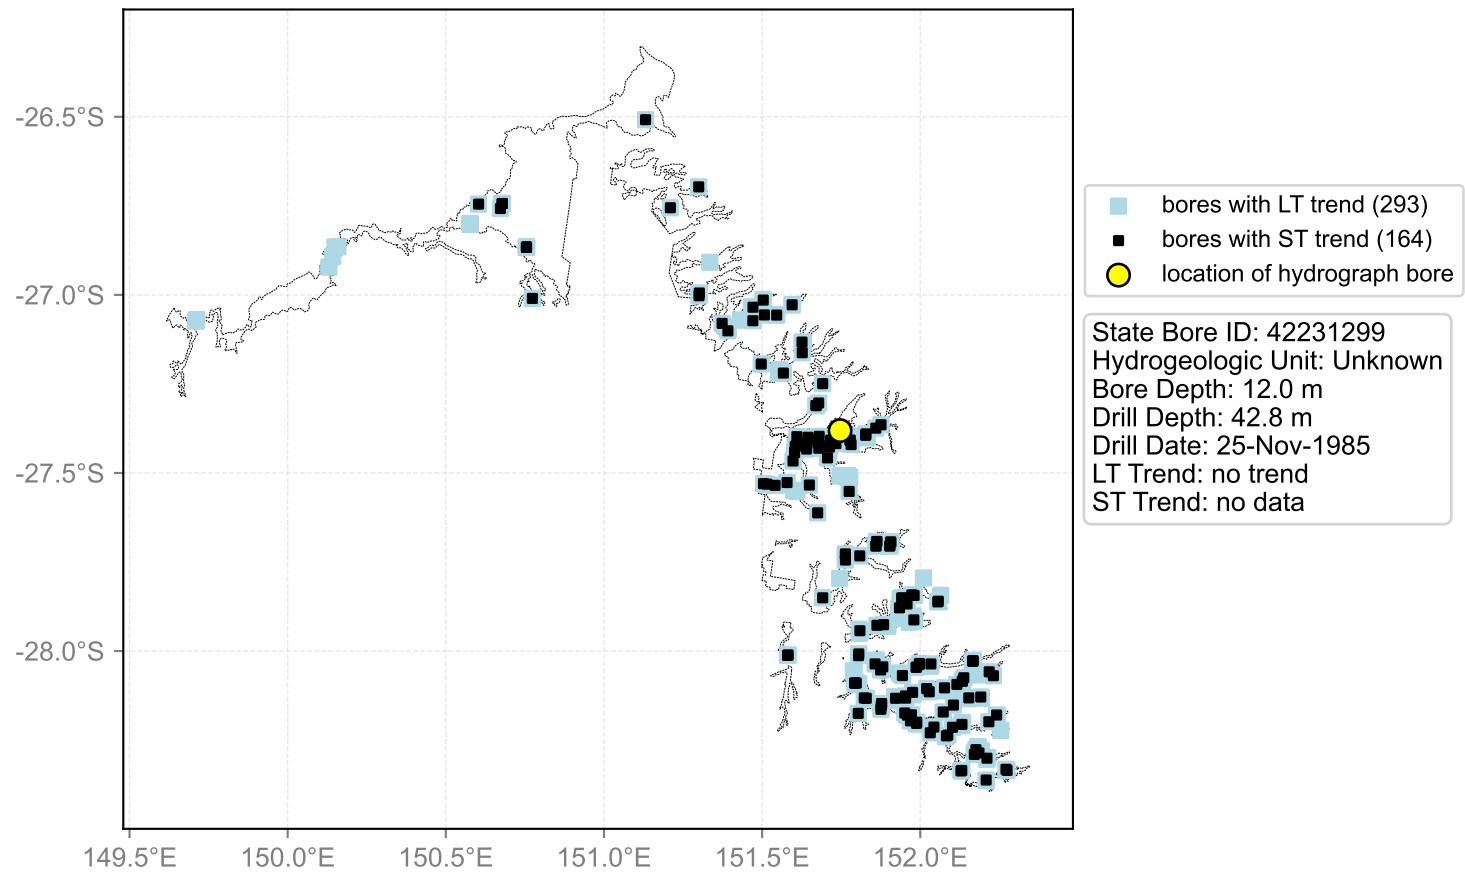 -26.5°S
-27.0°S
-27.5°S
-28.0°S
149.5°E
150.0°E
150.5°E
151.0°E
151.5°E
152.0°E
bores with LT trend (293)
bores with ST trend (164)
location of hydrograph bore
State Bore ID: 42231299
Hydrogeologic Unit: Unknown
Bore Depth: 12.0 m
Drill Depth: 42.8 m
Drill Date: 25-Nov-1985
LT Trend: no trend
ST Trend: no data